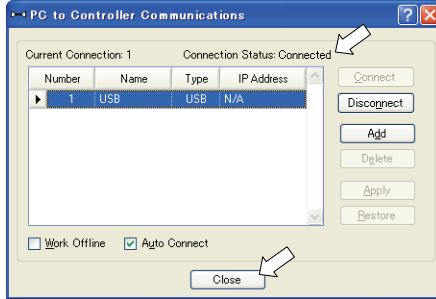 PC to Controller Communications
Current Connection: 1 Connection Status: Connected
Number Name Type IP Address
1 USB USB N/A
Connect
Disconnect
Add
Delete
Apply
Restore
Work Offline Auto Connect
Close